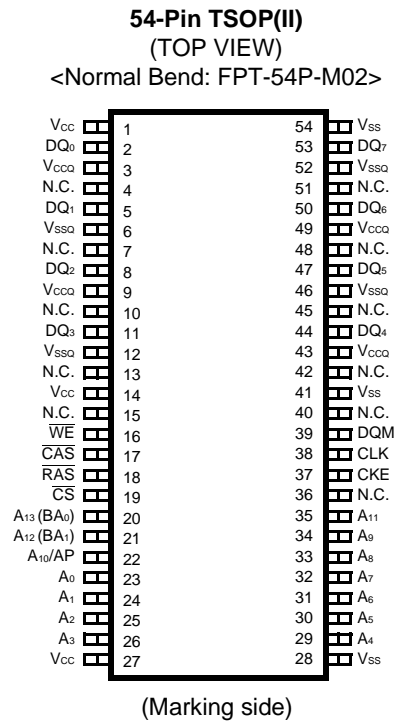 54-Pin TSOP(II)
(TOP VIEW)
<Normal Bend: FPT-54P-M02>
VCC 1 54 VSS
DQ0 2 53 DQ7
VCCQ 3 52 VSSQ
N.C. 4 51 N.C.
DQ1 5 50 DQ6
VSSQ 6 49 VCCQ
N.C. 7 48 N.C.
DQ2 8 47 DQ5
VCCQ 9 46 VSSQ
N.C. 10 45 N.C.
DQ3 11 44 DQ4
VSSQ 12 43 VCCQ
N.C. 13 42 N.C.
VCC 14 41 VSS
N.C. 15 40 N.C.
W̅E̅ 16 39 DQM
C̅A̅S̅ 17 38 CLK
R̅A̅S̅ 18 37 CKE
C̅S̅ 19 36 N.C.
A13 (BA0) 20 35 A11
A12 (BA1) 21 34 A9
A10/AP 22 33 A8
A0 23 32 A7
A1 24 31 A6
A2 25 30 A5
A3 26 29 A4
VCC 27 28 VSS
(Marking side)